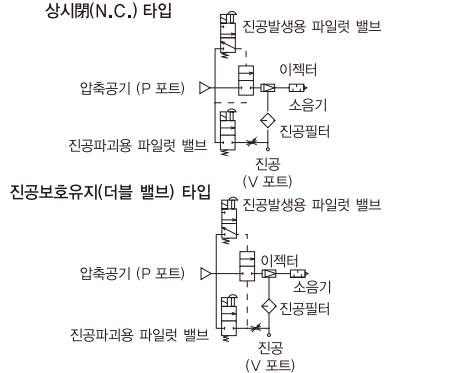 상시閉(N.C.) 타입
진공발생용 파일럿 밸브
이젝터
압축공기 (P 포트)
소음기
진공필터
진공파괴용 파일럿 밸브
진공
(V 포트)
진공보호유지(더블 밸브) 타입
진공발생용 파일럿 밸브
이젝터
압축공기 (P 포트)
소음기
진공필터
진공파괴용 파일럿 밸브
진공
(V 포트)